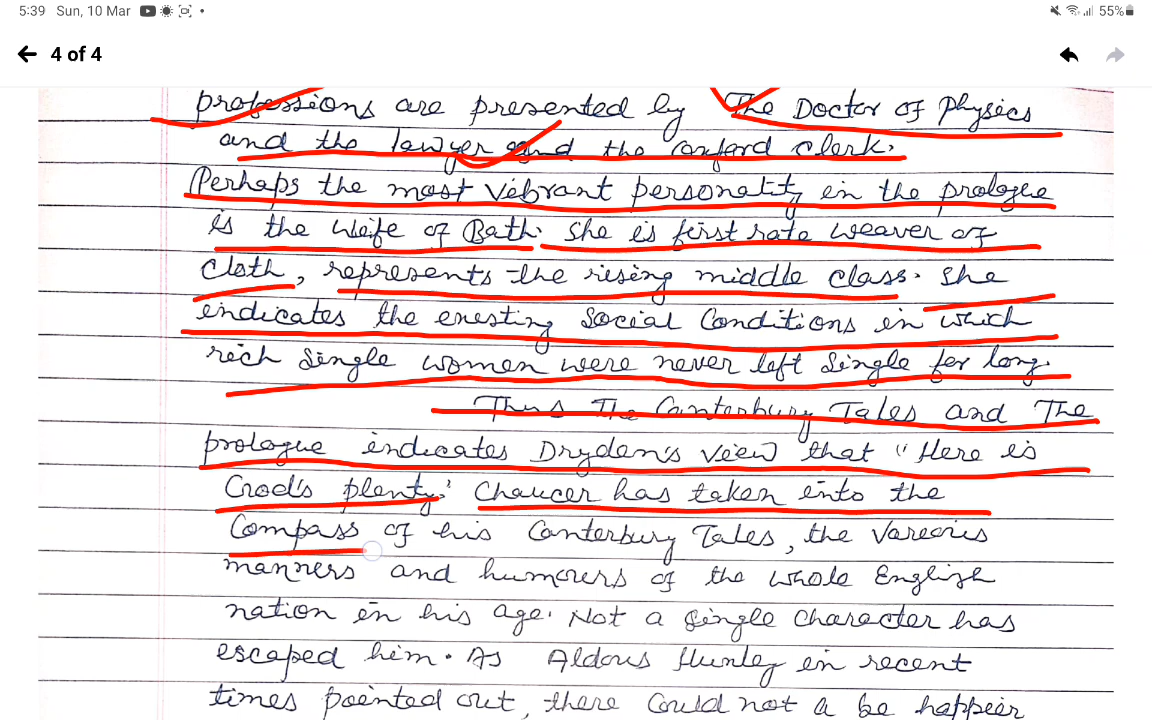 5:39 Sun, 10 Mar
55%
4 of 4
professions are presented by The Doctor of Physics
and the lawyer and the Oxford Clerk.
Perhaps the most vibrant personality in the prologue
is the Wife of Bath. She is first rate weaver of
cloth, represents the rising middle class. She
indicates the existing Social Conditions in which
rich single women were never left single for long.
Thus The Canterbury Tales and The
prologue indicates Dryden's view that "Here is
God's plenty." Chaucer has taken into the
Compass of his Canterbury Tales, the various
manners and humours of the whole English
nation in his age. Not a single character has
escaped him. As Aldous Huxley in recent
times pointed out, there could not a be happier